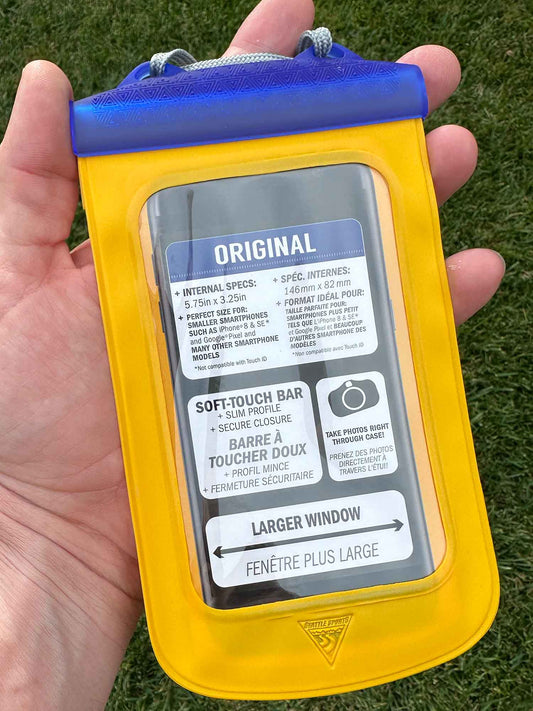 ORIGINAL
+ INTERNAL SPECS:
5.75in x 3.25in
+ PERFECT SIZE FOR:
SMALLER SMARTPHONES
SUCH AS iPhone® 8 & SE*
and Google® Pixel and
MANY OTHER SMARTPHONE
MODELS
*Not compatible with Touch ID
+ SPÉC. INTERNES:
146mm x 82 mm
+ FORMAT IDÉAL POUR:
TAILLE PARFAITE POUR:
SMARTPHONES PLUS PETIT
TELS QUE L'iPhone 8 & SE*
et Google Pixel et BEAUCOUP
D'AUTRES SMARTPHONE DES
MODÈLES
*Non compatible avec Touch ID
SOFT-TOUCH BAR
+ SLIM PROFILE
+ SECURE CLOSURE
BARRE À
TOUCHER DOUX
+ PROFIL MINCE
+ FERMETURE SÉCURITAIRE
TAKE PHOTOS RIGHT
THROUGH CASE!
PRENEZ DES PHOTOS
DIRECTEMENT À
TRAVERS L'ÉTUI!
LARGER WINDOW
FENÊTRE PLUS LARGE
SEATTLE SPORTS